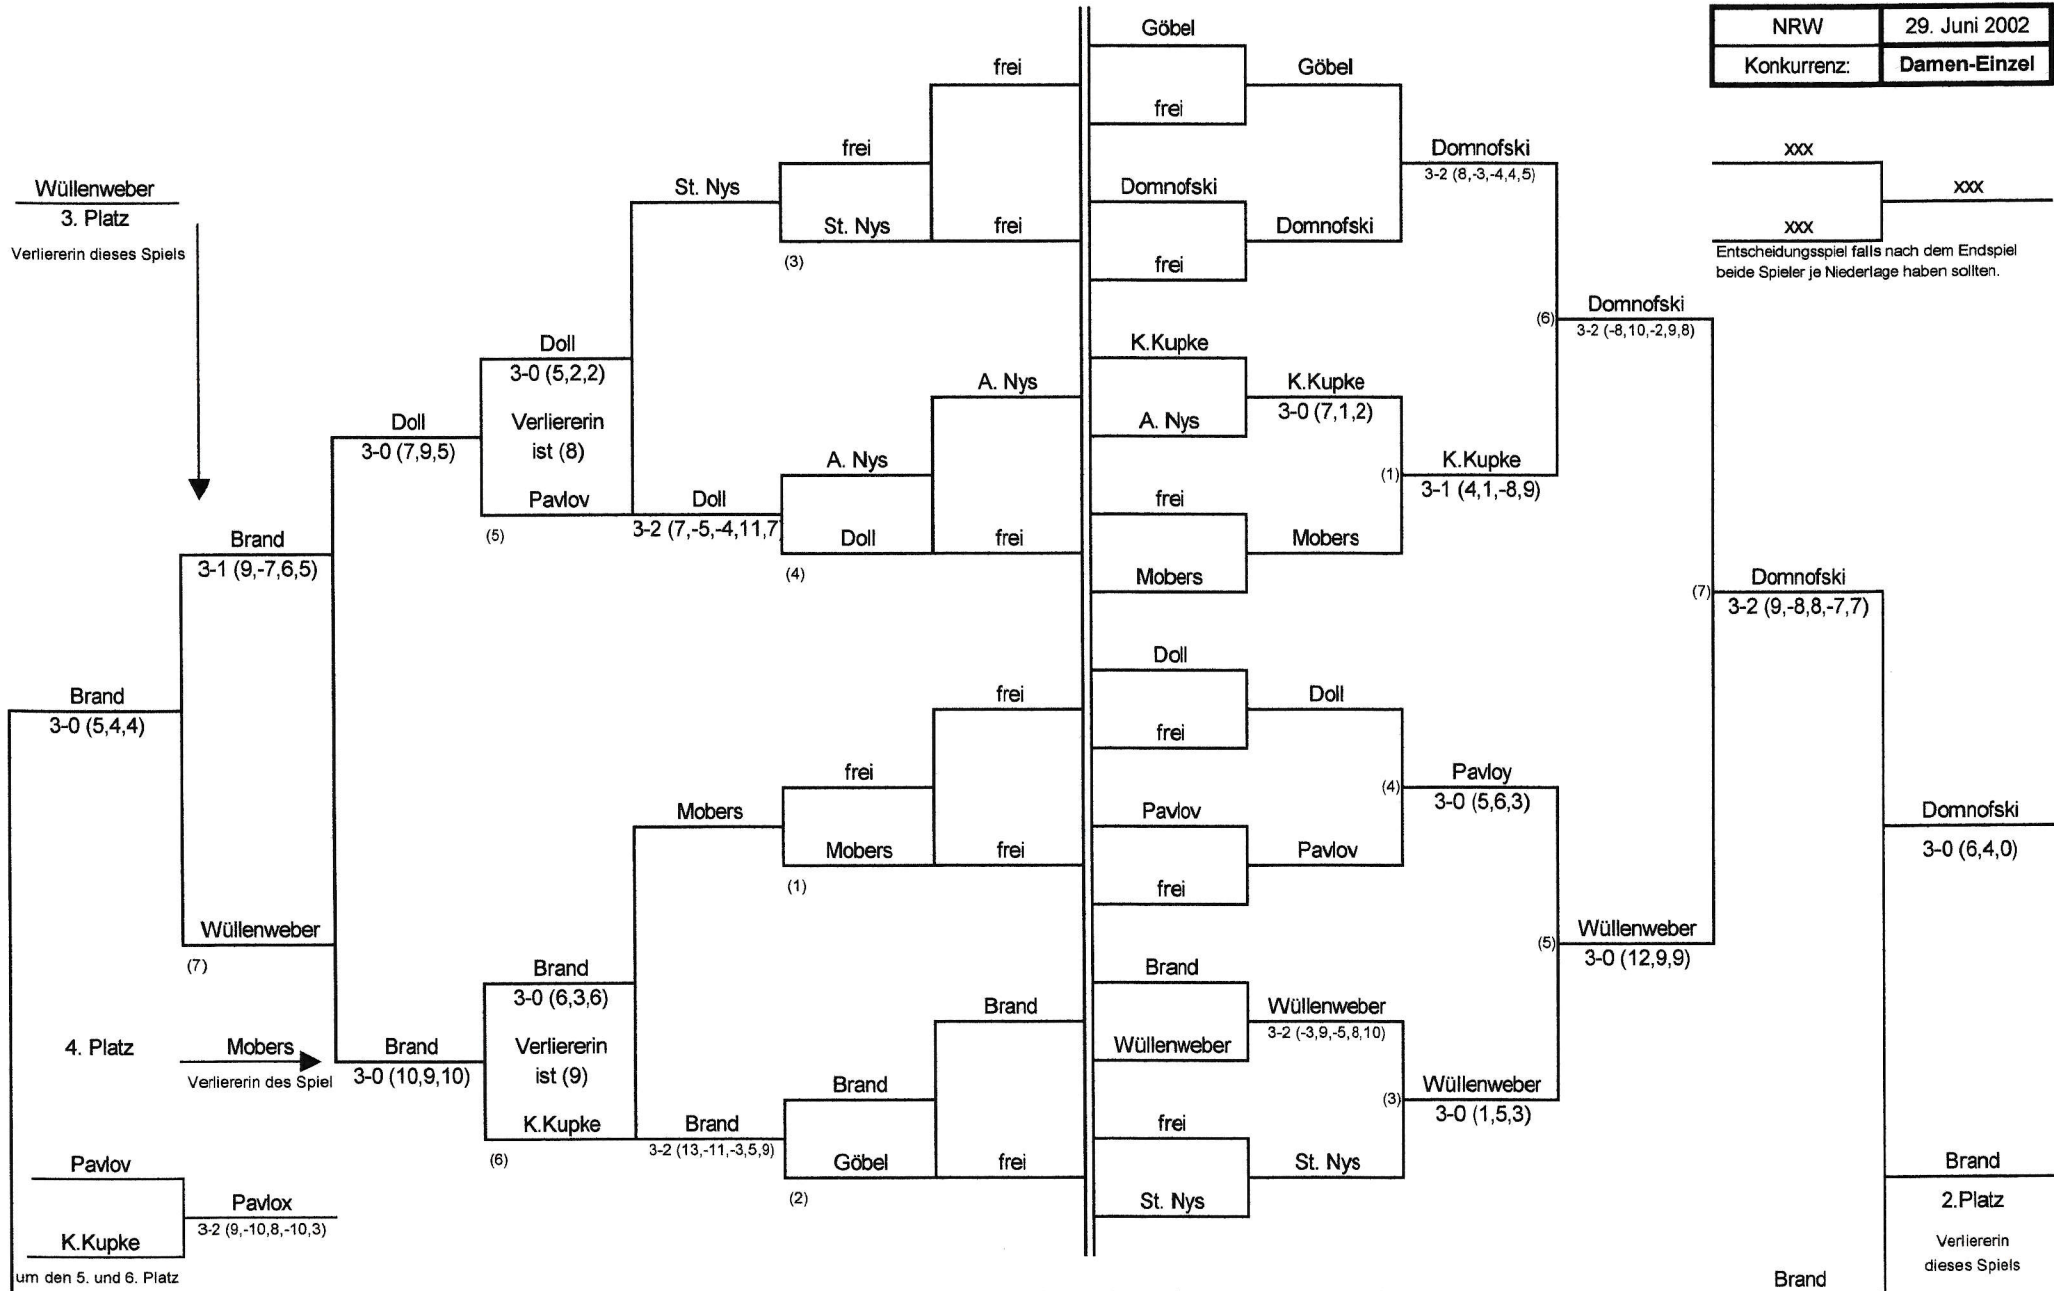 NRW 29. Juni 2002
Konkurrenz: Damen-Einzel
Wüllenweber
3. Platz
Verliererin dieses Spiels
Brand
3-0 (5,4,4)
Brand
3-1 (9,-7,6,5)
Wüllenweber
(7)
4. Platz
Mobers
Verliererin des Spiel
Pavlov
K.Kupke
Pavlox
3-2 (9,-10,8,-10,3)
um den 5. und 6. Platz
Doll
3-0 (7,9,5)
Brand
3-0 (10,9,10)
Doll
3-0 (5,2,2)
Verliererin
ist (8)
Pavlov
(5)
Brand
3-0 (6,3,6)
Verliererin
ist (9)
K.Kupke
(6)
St. Nys
Doll
3-2 (7,-5,-4,11,7
Mobers
Brand
3-2 (13,-11,-3,5,9)
frei
St. Nys
(3)
A. Nys
Doll
(4)
frei
Mobers
(1)
Brand
Göbel
(2)
frei
frei
A. Nys
frei
frei
frei
Brand
frei
Göbel
frei
Domnofski
frei
K.Kupke
A. Nys
frei
Mobers
Doll
frei
Pavlov
frei
Brand
Wüllenweber
frei
St. Nys
Göbel
Domnofski
K.Kupke
3-0 (7,1,2)
Mobers
Doll
Pavlov
Wüllenweber
3-2 (-3,9,-5,8,10)
St. Nys
Domnofski
3-2 (8,-3,-4,4,5)
(1)
K.Kupke
3-1 (4,1,-8,9)
(4)
Pavloy
3-0 (5,6,3)
(3)
Wüllenweber
3-0 (1,5,3)
(6)
Domnofski
3-2 (-8,10,-2,9,8)
(5)
Wüllenweber
3-0 (12,9,9)
(7)
Domnofski
3-2 (9,-8,8,-7,7)
Domnofski
3-0 (6,4,0)
Brand
2.Platz
Verliererin
dieses Spiels
Brand
xxx
xxx
xxx
Entscheidungsspiel falls nach dem Endspiel
beide Spieler je Niederlage haben sollten.